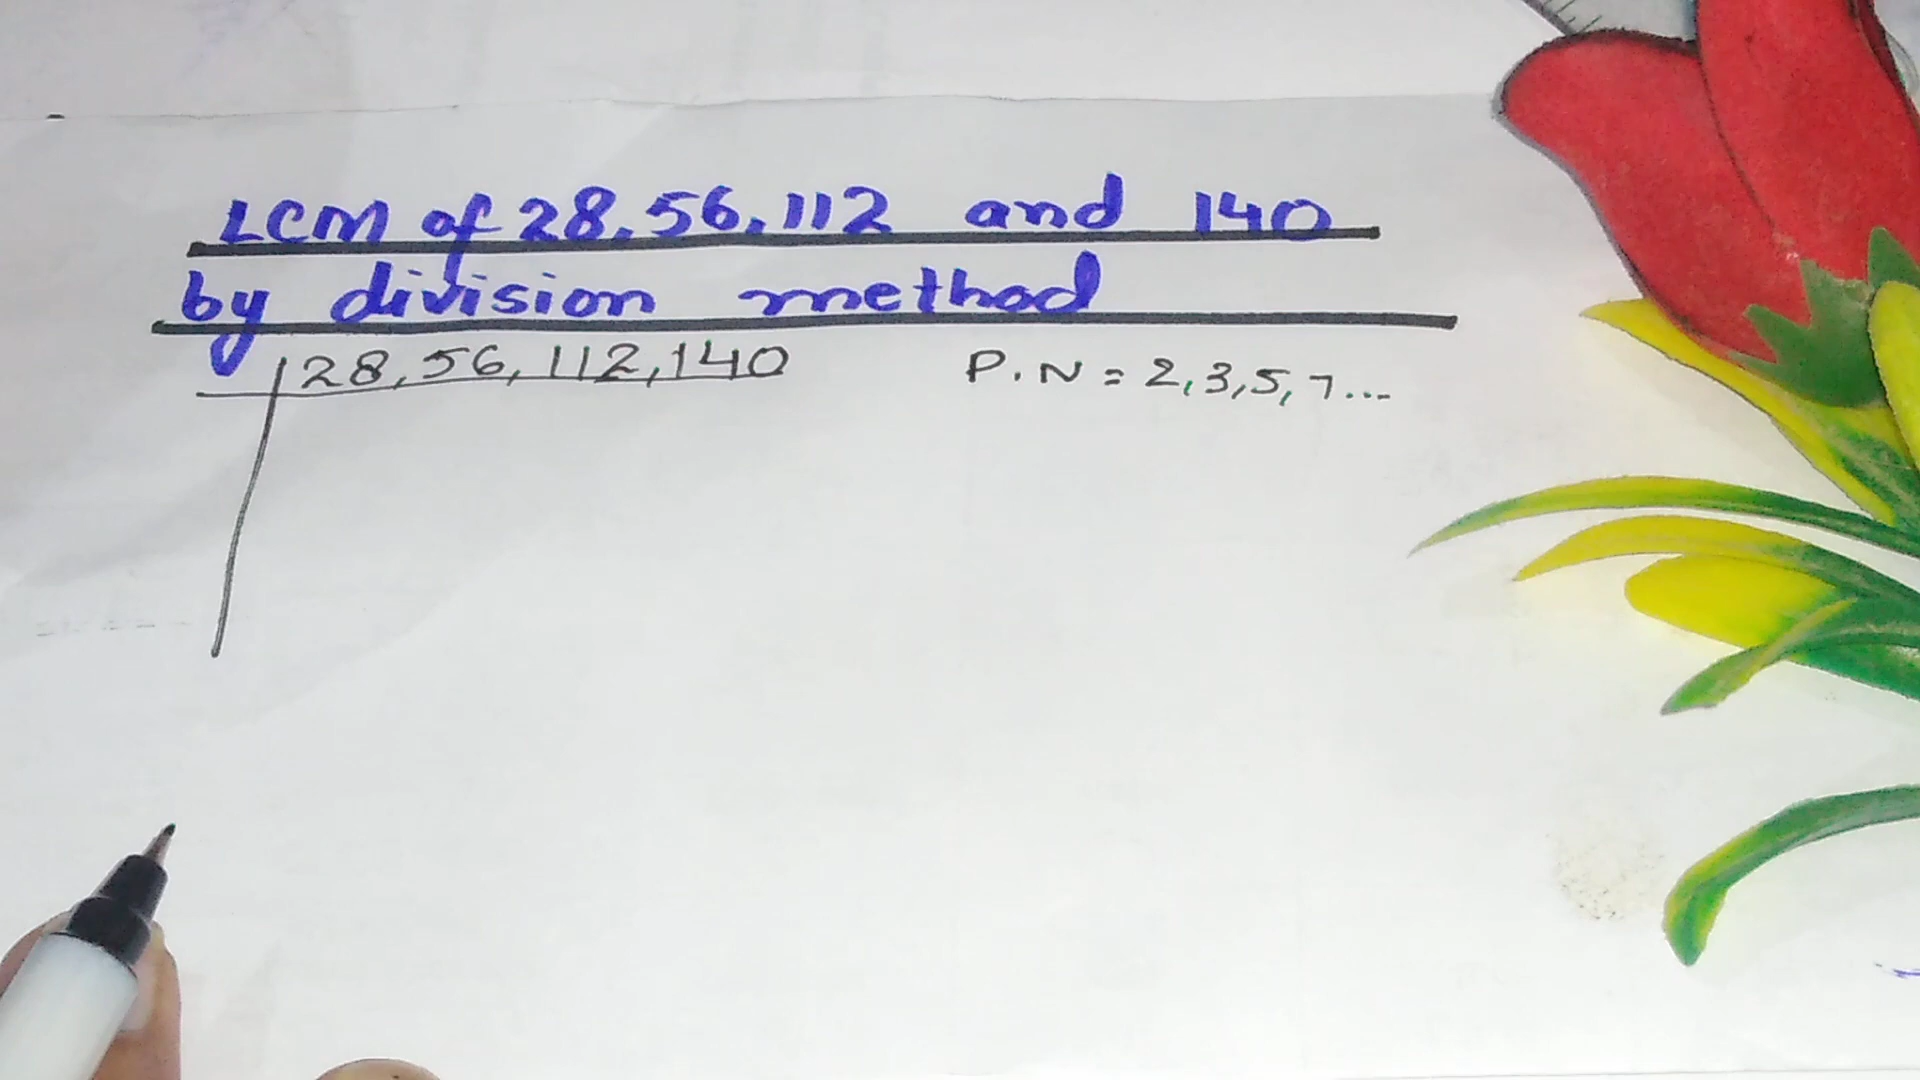 LCM of 28,56,112 and 140
by division method
28,56,112,140 P.N = 2,3,5,7...